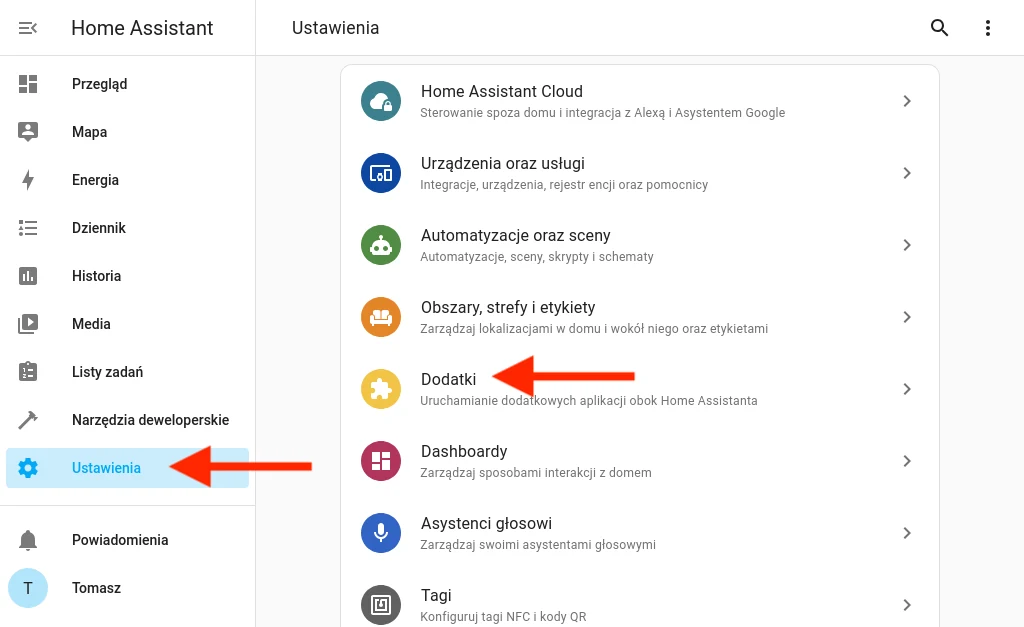 Home Assistant
Ustawienia
Przegląd
Mapa
Energia
Dziennik
Historia
Media
Listy zadań
Narzędzia deweloperskie
Ustawienia
Powiadomienia
T
Tomasz
Home Assistant Cloud
Sterowanie spoza domu i integracja z Alexą i Asystentem Google
Urządzenia oraz usługi
Integracje, urządzenia, rejestr encji oraz pomocnicy
Automatyzacje oraz sceny
Automatyzacje, sceny, skrypty i schematy
Obszary, strefy i etykiety
Zarządzaj lokalizacjami w domu i wokół niego oraz etykietami
Dodatki
Uruchamianie dodatkowych aplikacji obok Home Assistanta
Dashboardy
Zarządzaj sposobami interakcji z domem
Asystenci głosowi
Zarządzaj swoimi asystentami głosowymi
Tagi
Konfiguruj tagi NFC i kody QR